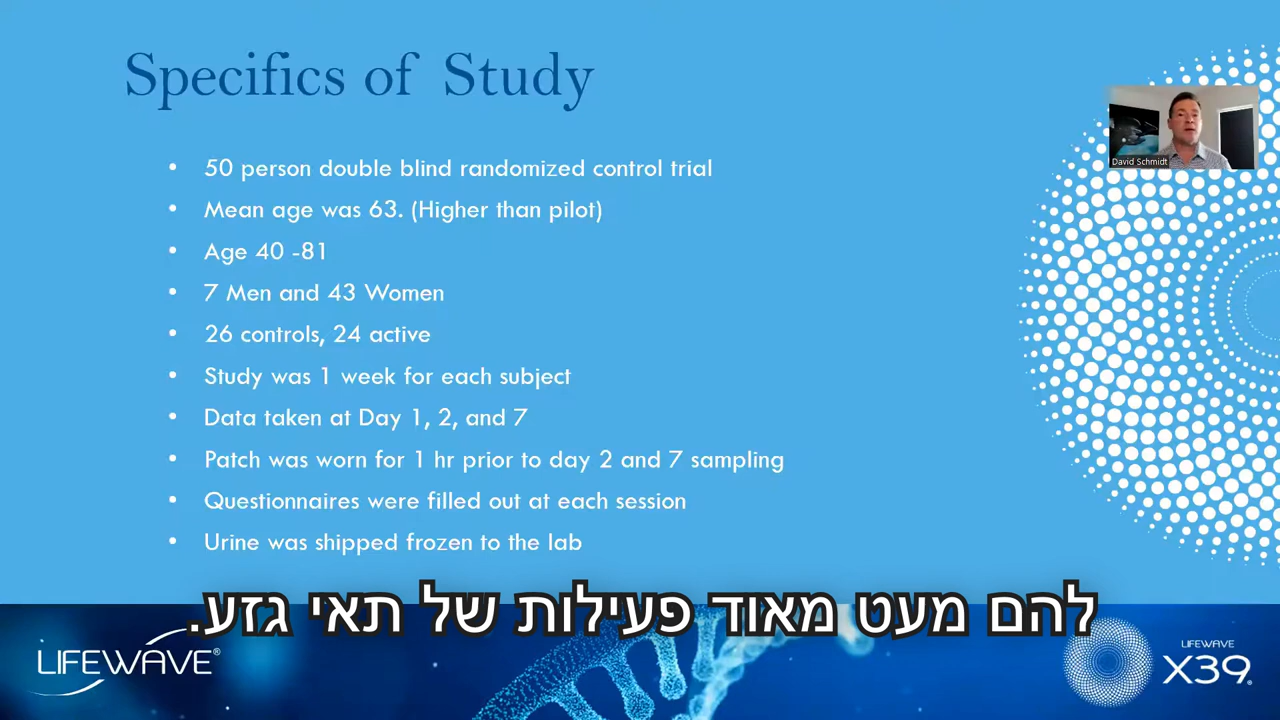 Specifics of Study
David Schmidt
• 50 person double blind randomized control trial
• Mean age was 63. (Higher than pilot)
• Age 40 -81
• 7 Men and 43 Women
• 26 controls, 24 active
• Study was 1 week for each subject
• Data taken at Day 1, 2, and 7
• Patch was worn for 1 hr prior to day 2 and 7 sampling
• Questionnaires were filled out at each session
• Urine was shipped frozen to the lab
להם מעט מאוד פעילות של תאי גזע.
LIFEWAVE®
LIFEWAVE
X39®